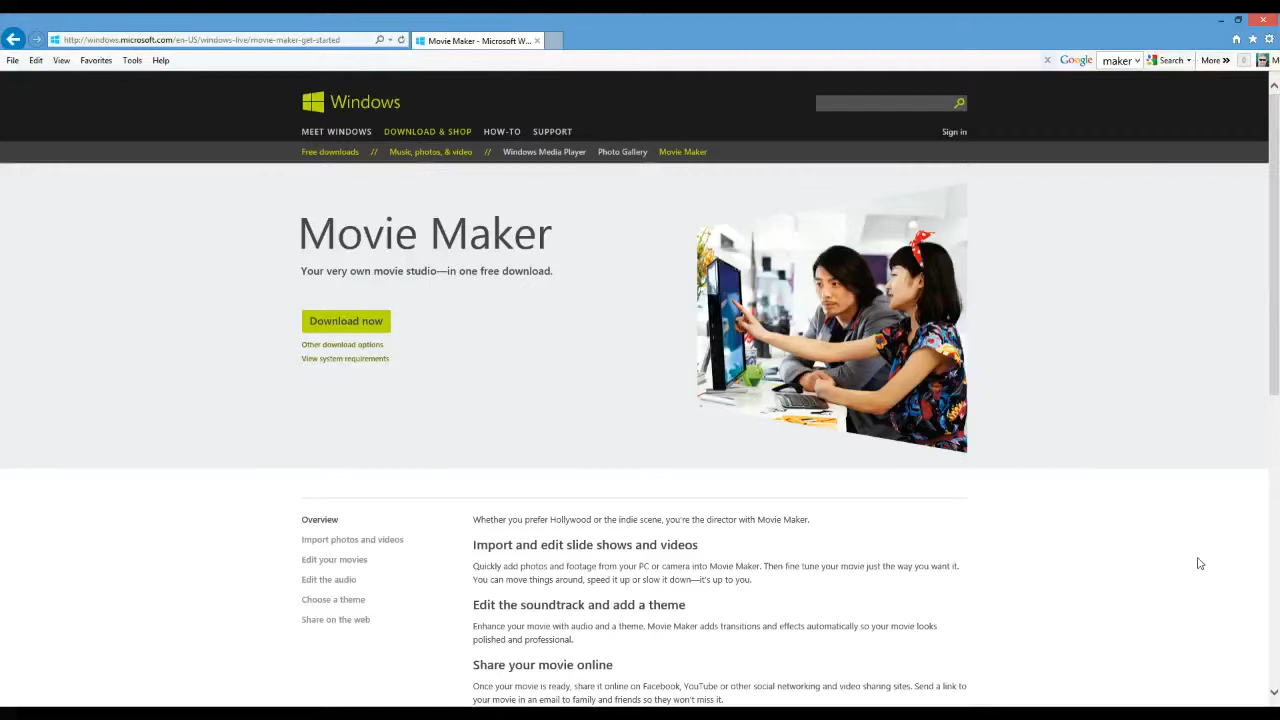 http://windows.microsoft.com/en-US/windows-live/movie-maker-get-started
Movie Maker - Microsoft W...
File Edit View Favorites Tools Help
Google maker Search More »
Windows
MEET WINDOWS DOWNLOAD & SHOP HOW-TO SUPPORT
Sign in
Free downloads // Music, photos, & video // Windows Media Player Photo Gallery Movie Maker
Movie Maker
Your very own movie studio—in one free download.
Download now
Other download options
View system requirements
Overview
Import photos and videos
Edit your movies
Edit the audio
Choose a theme
Share on the web
Whether you prefer Hollywood or the indie scene, you're the director with Movie Maker.
Import and edit slide shows and videos
Quickly add photos and footage from your PC or camera into Movie Maker. Then fine tune your movie just the way you want it.
You can move things around, speed it up or slow it down—it's up to you.
Edit the soundtrack and add a theme
Enhance your movie with audio and a theme. Movie Maker adds transitions and effects automatically so your movie looks
polished and professional.
Share your movie online
Once your movie is ready, share it online on Facebook, YouTube or other social networking and video sharing sites. Send a link to
your movie in an email to family and friends so they won't miss it.